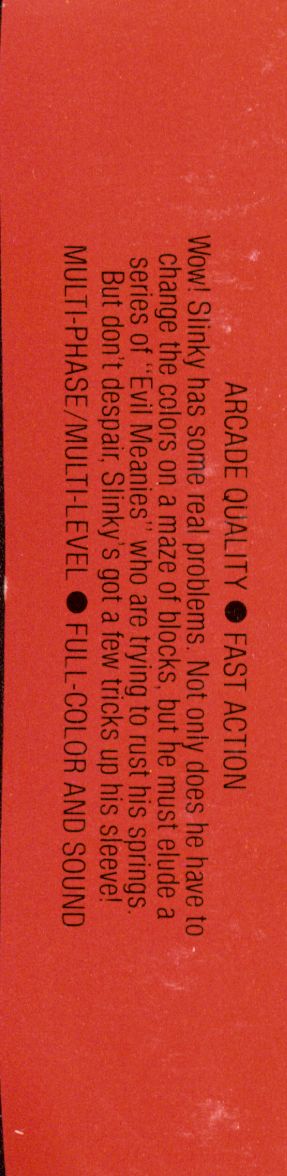 ARCADE QUALITY ● FAST ACTION
Wow! Slinky has some real problems. Not only does he have to
change the colors on a maze of blocks, but he must elude a
series of "Evil Meanies" who are trying to rust his springs.
But don't despair, Slinky's got a few tricks up his sleeve!
MULTI-PHASE/MULTI-LEVEL ● FULL-COLOR AND SOUND